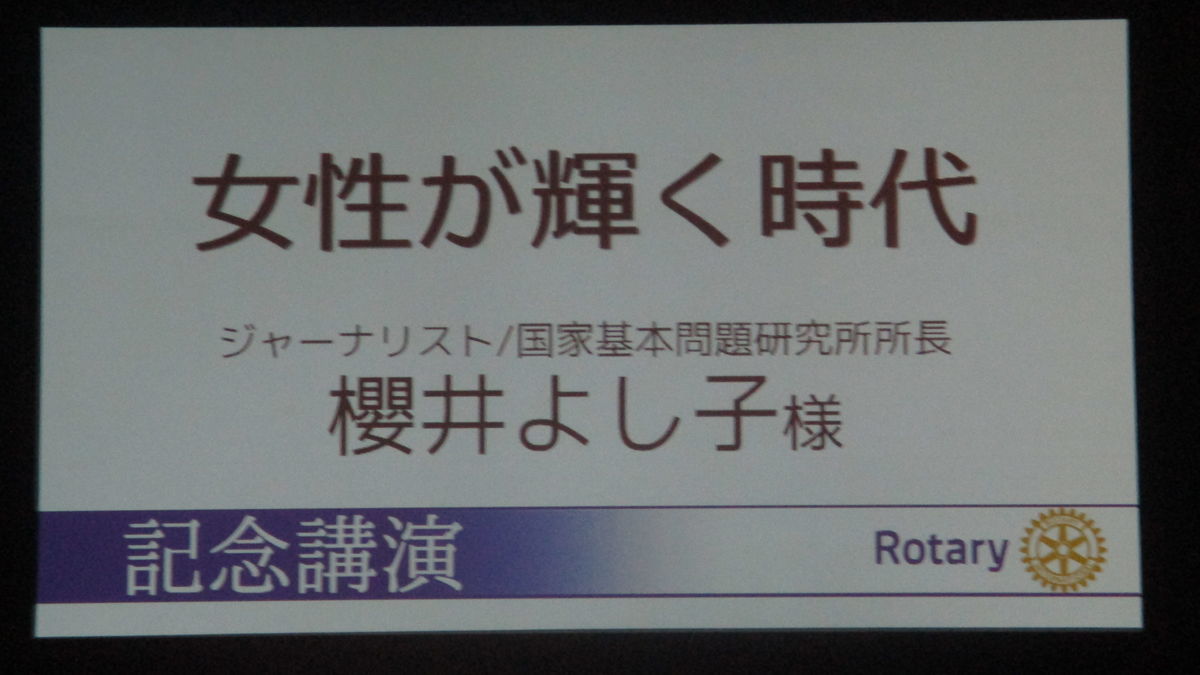 女性が輝く時代
ジャーナリスト/国家基本問題研究所所長
櫻井よし子様
記念講演
Rotary